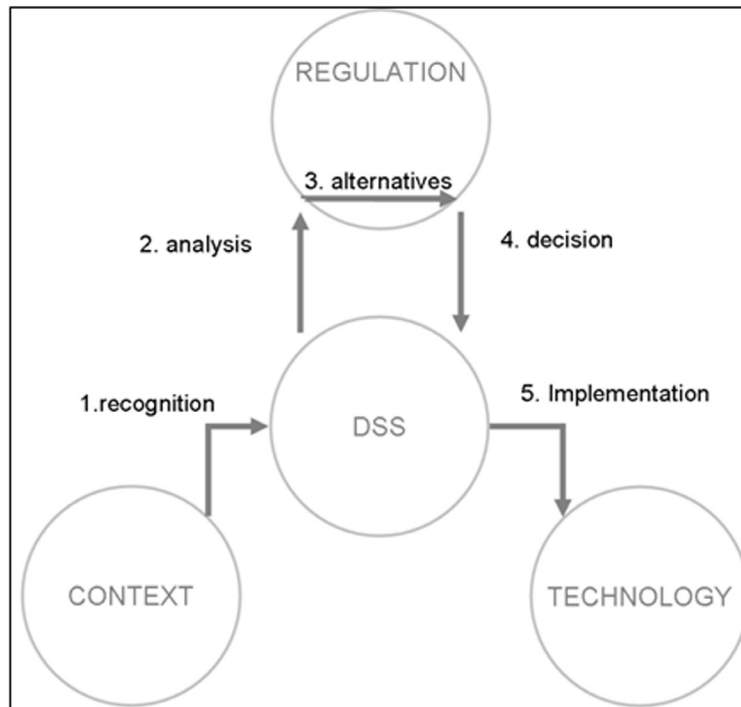 REGULATION
3. alternatives
2. analysis
4. decision
1.recognition
DSS
5. Implementation
CONTEXT
TECHNOLOGY